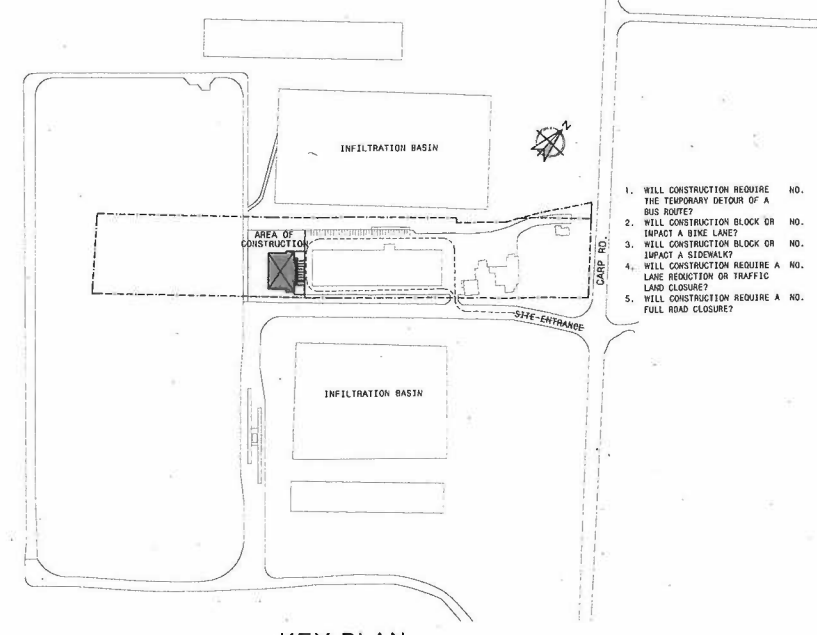 N
INFILTRATION BASIN
1. WILL CONSTRUCTION REQUIRE NO.
THE TEMPORARY DETOUR OF A
BUS ROUTE?
2. WILL CONSTRUCTION BLOCK OR NO.
IMPACT A BIKE LANE?
3. WILL CONSTRUCTION BLOCK OR NO.
IMPACT A SIDEWALK?
4. WILL CONSTRUCTION REQUIRE A NO.
LANE REDUCTION OR TRAFFIC
LAND CLOSURE?
5. WILL CONSTRUCTION REQUIRE A NO.
FULL ROAD CLOSURE?
AREA OF
CONSTRUCTION
CARP RD.
SITE ENTRANCE
INFILTRATION BASIN
KEY PLAN